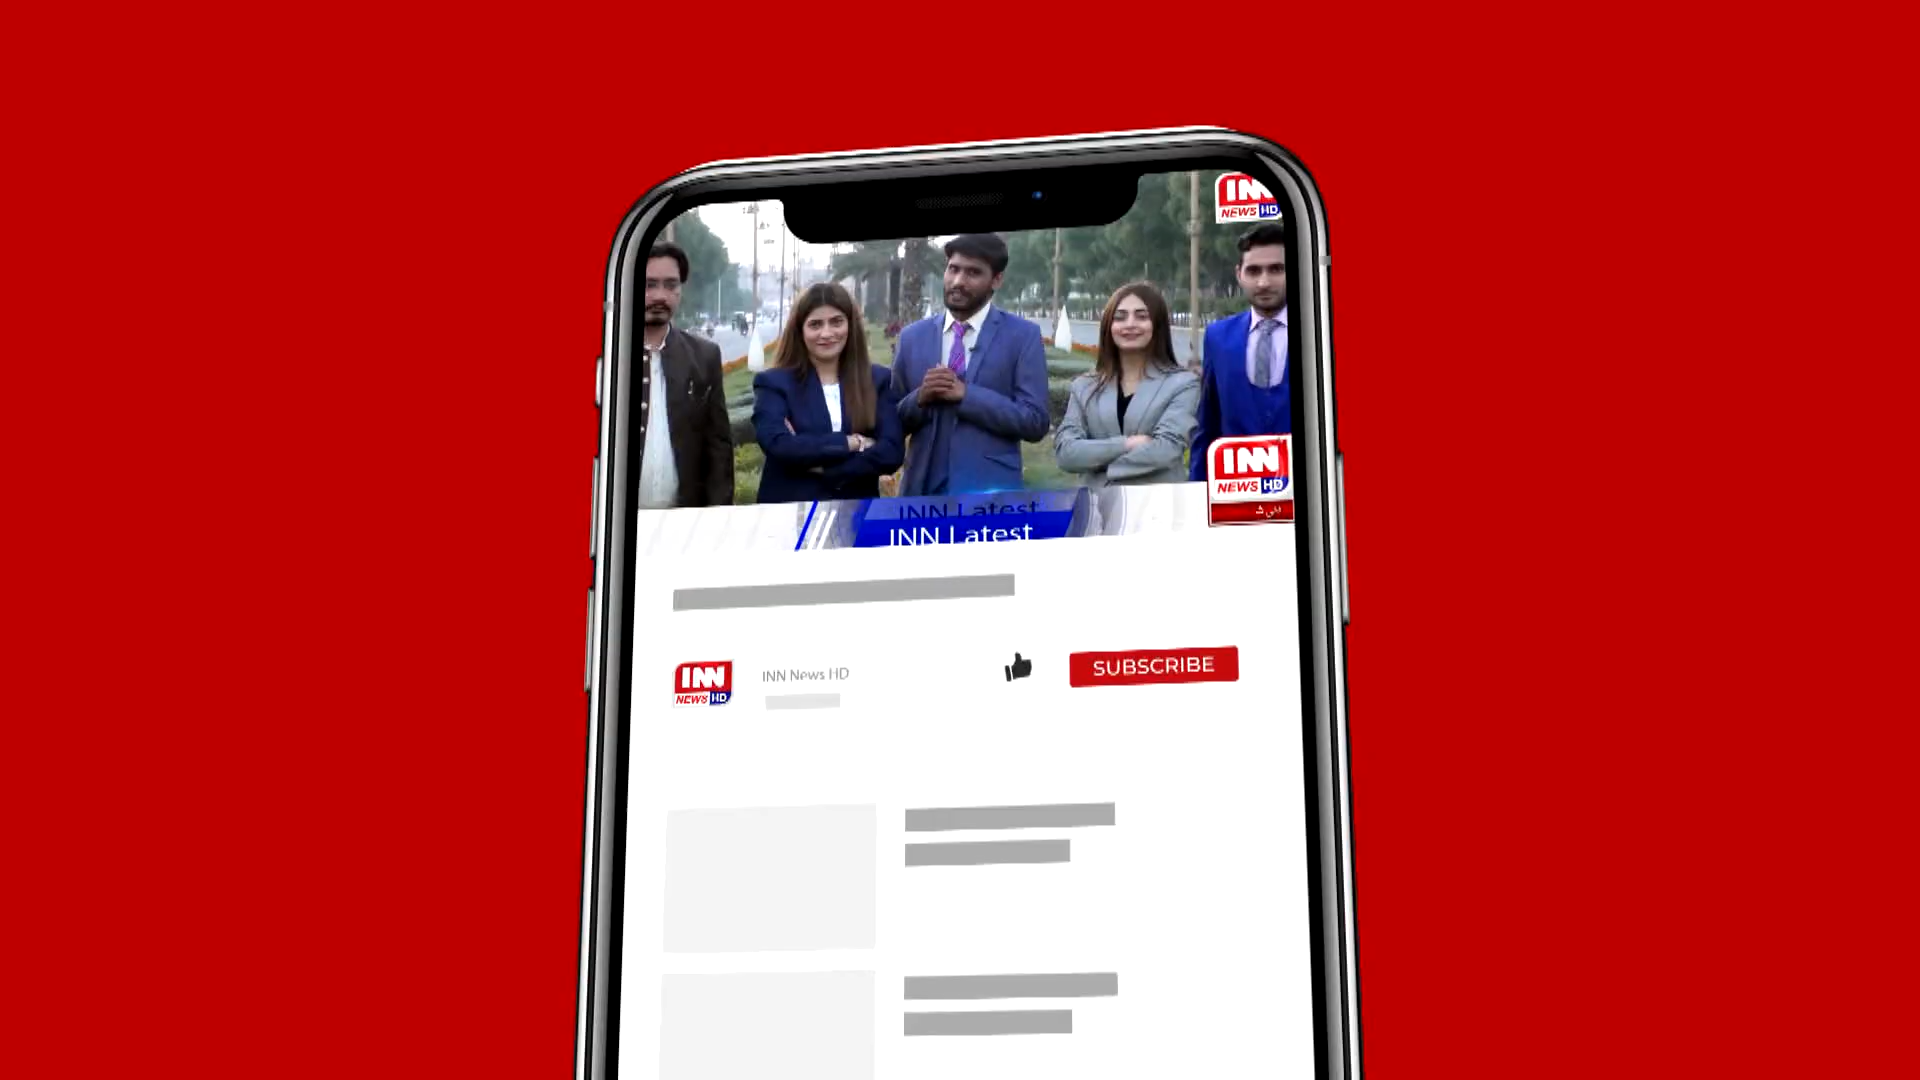 INN
NEWS HD
INN
NEWS HD
INN Latest
INN Latest
INN
NEWS HD
INN News HD
SUBSCRIBE